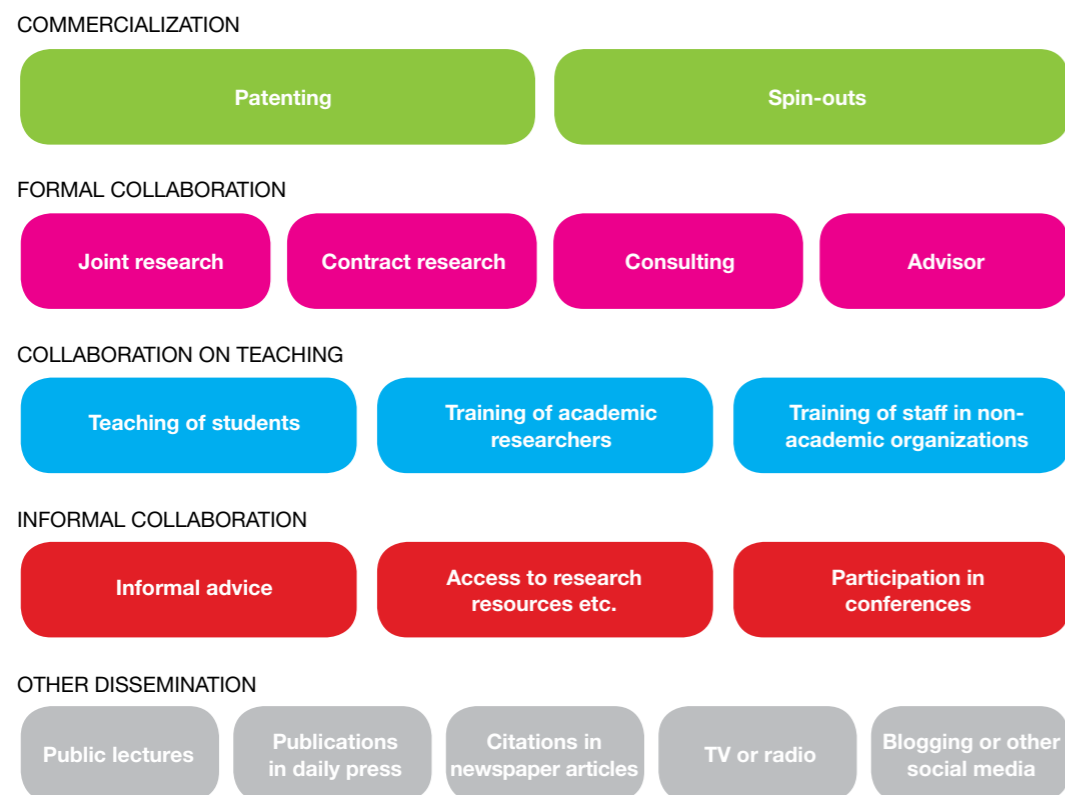 COMMERCIALIZATION
Patenting
Spin-outs
FORMAL COLLABORATION
Joint research
Contract research
Consulting
Advisor
COLLABORATION ON TEACHING
Teaching of students
Training of academic
researchers
Training of staff in non-
academic organizations
INFORMAL COLLABORATION
Informal advice
Access to research
resources etc.
Participation in
conferences
OTHER DISSEMINATION
Public lectures
Publications
in daily press
Citations in
newspaper articles
TV or radio
Blogging or other
social media